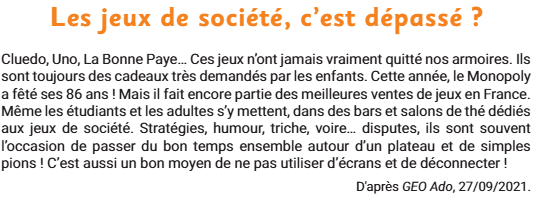 Les jeux de société, c'est dépassé ?
Cluedo, Uno, La Bonne Paye… Ces jeux n'ont jamais vraiment quitté nos armoires. Ils
sont toujours des cadeaux très demandés par les enfants. Cette année, le Monopoly
a fêté ses 86 ans ! Mais il fait encore partie des meilleures ventes de jeux en France.
Même les étudiants et les adultes s'y mettent, dans des bars et salons de thé dédiés
aux jeux de société. Stratégies, humour, triche, voire… disputes, ils sont souvent
l'occasion de passer du bon temps ensemble autour d'un plateau et de simples
pions ! C'est aussi un bon moyen de ne pas utiliser d'écrans et de déconnecter !
D'après GEO Ado, 27/09/2021.